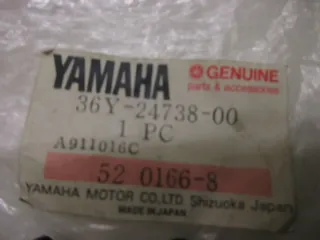 YAMAHA GENUINE
parts & accessories
36Y-24738-00
1 PC
A911016C
52 0166-8
YAMAHA MOTOR CO.,LTD Shizuoka Japan
MADE IN JAPAN